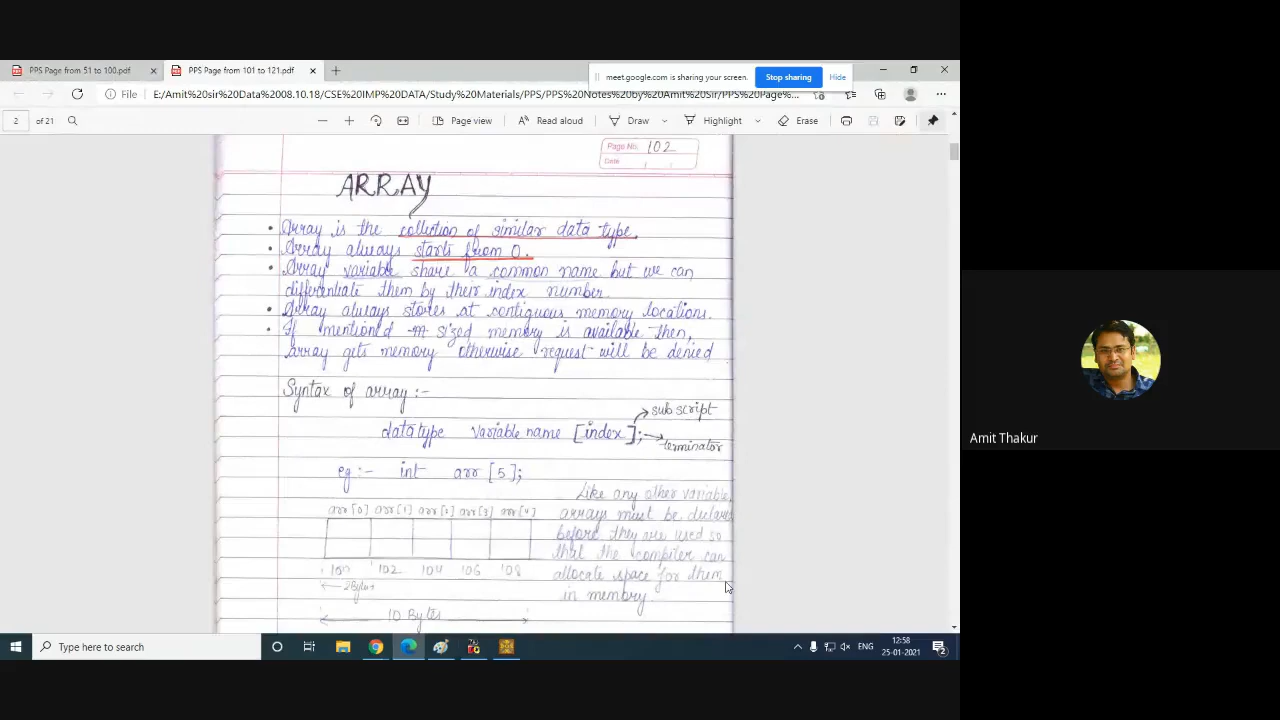 PPS Page from 51 to 100.pdf
PPS Page from 101 to 121.pdf
meet.google.com is sharing your screen.
Stop sharing
Hide
File
E:/Amit%20sir%20Data%2008.10.18/CSE%20IMP%20DATA/Study%20Materials/PPS/PPS%20Notes%20by%20Amit%20Sir/PPS%20Page%...
2
of 21
Page view
Read aloud
Draw
Highlight
Erase
Page No. 102
Date
ARRAY
• Array is the collection of similar data type.
• Array always starts from 0.
• Array variable share a common name but we can
differentiate them by their index number.
• Array always stores at contiguous memory locations.
• If mentioned sized memory is available then,
array gets memory otherwise request will be denied
Syntax of array :-
sub script
datatype variable name [index];
terminator
eg :- int arr [5];
Like any other variable,
arr[0] arr[1] arr[2] arr[3] arr[4]
arrays must be declared
before they are used so
that the computer can
100 102 104 106 108
allocate space for them
2Bytes
in memory.
10 Bytes
Amit Thakur
Type here to search
ENG
12:58
25-01-2021
2